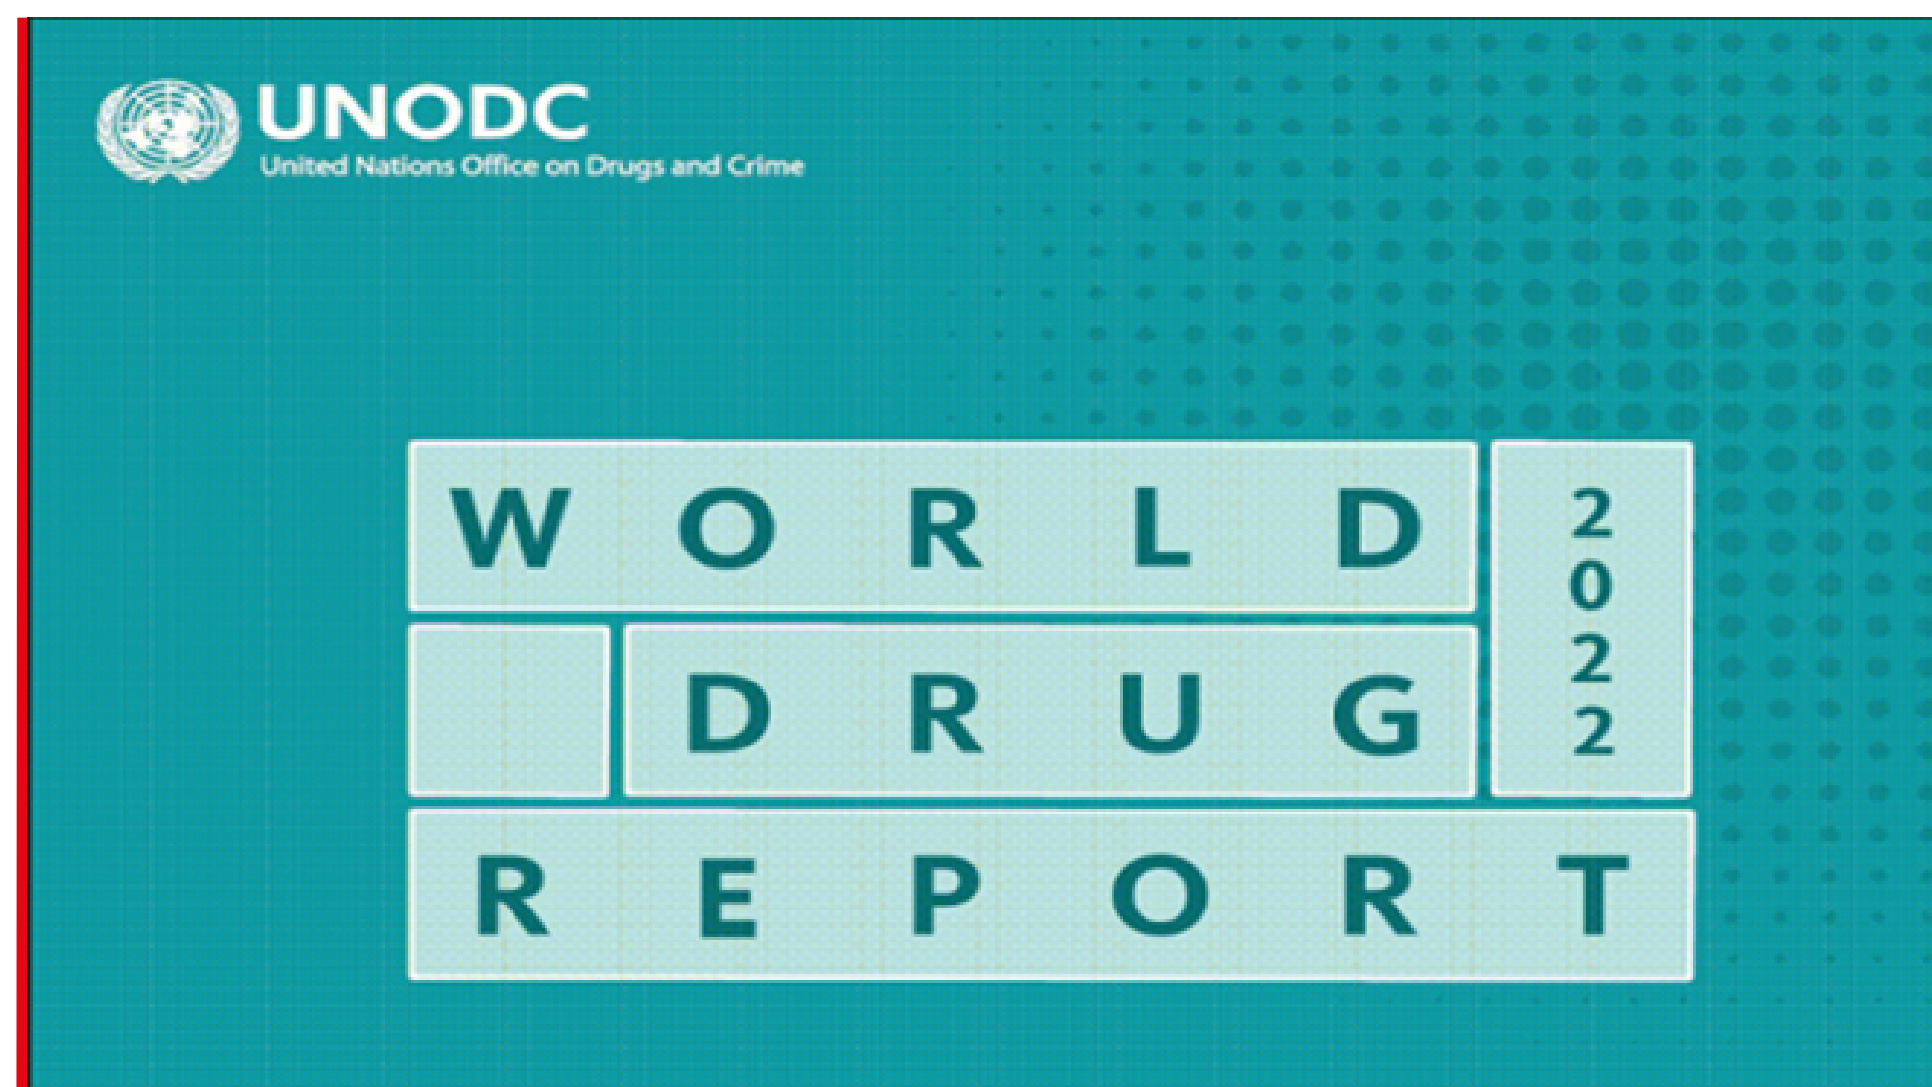 UNODC
United Nations Office on Drugs and Crime
WORLD
2022
DRUG
REPORT